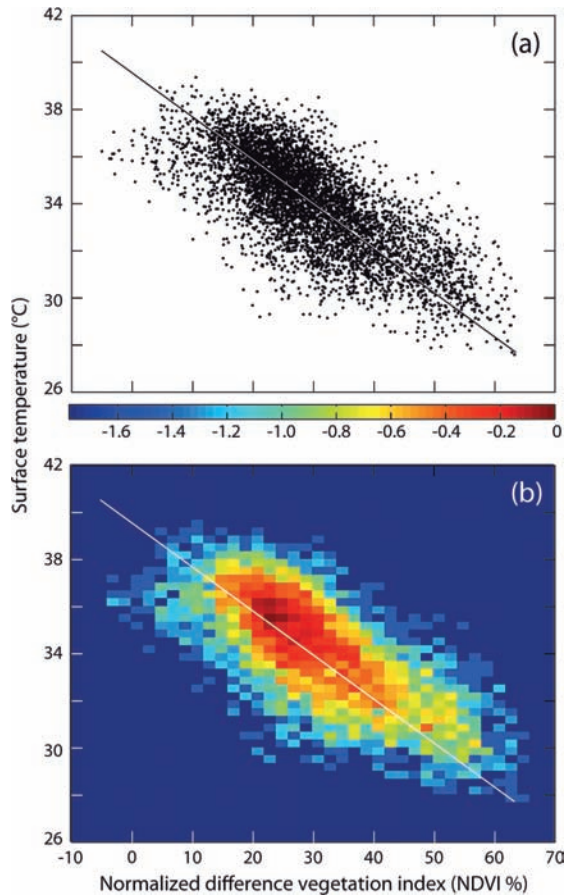 42
(a)
38
34
30
26
Surface temperature (°C)
-1.6 -1.4 -1.2 -1.0 -0.8 -0.6 -0.4 -0.2 0
42
(b)
38
34
30
26
-10 0 10 20 30 40 50 60 70
Normalized difference vegetation index (NDVI %)